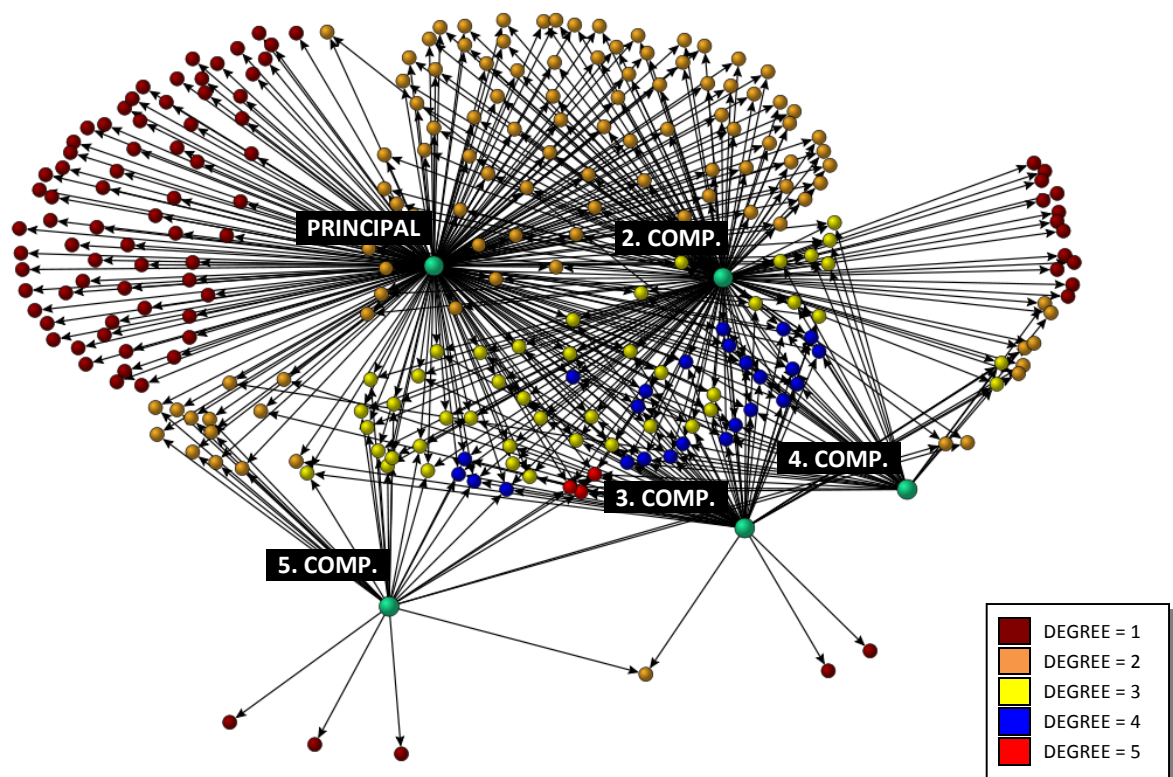 PRINCIPAL
2. COMP.
4. COMP.
3. COMP.
5. COMP.
DEGREE = 1
DEGREE = 2
DEGREE = 3
DEGREE = 4
DEGREE = 5